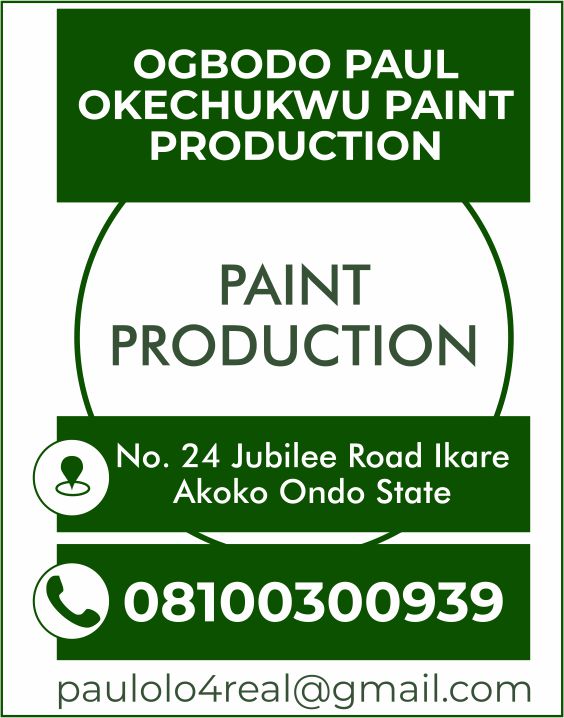 OGBODO PAUL
OKECHUKWU PAINT
PRODUCTION
PAINT
PRODUCTION
No. 24 Jubilee Road Ikare
Akoko Ondo State
08100300939
paulolo4real@gmail.com